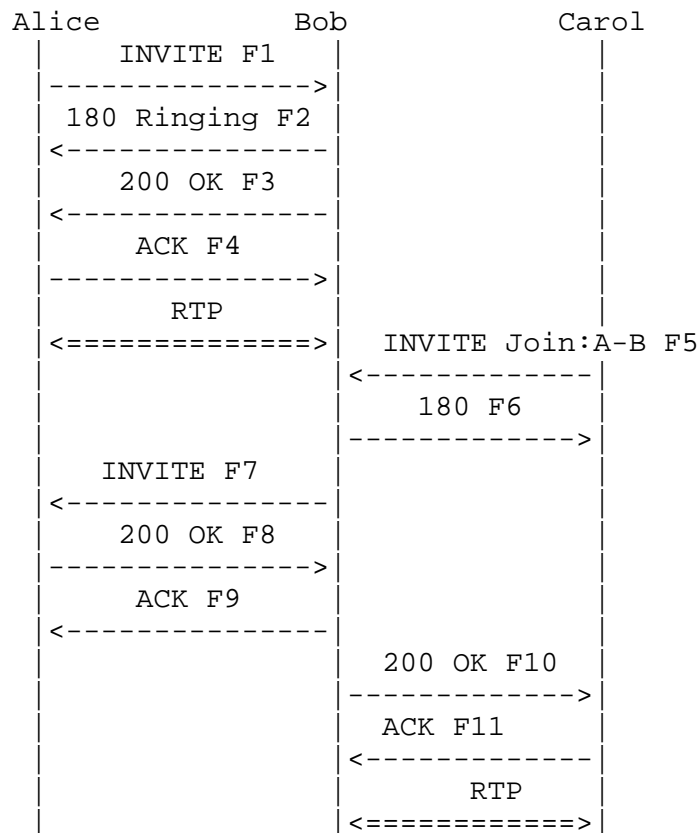 Alice Bob Carol
INVITE F1
180 Ringing F2
200 OK F3
ACK F4
RTP
INVITE Join:A-B F5
180 F6
INVITE F7
200 OK F8
ACK F9
200 OK F10
ACK F11
RTP